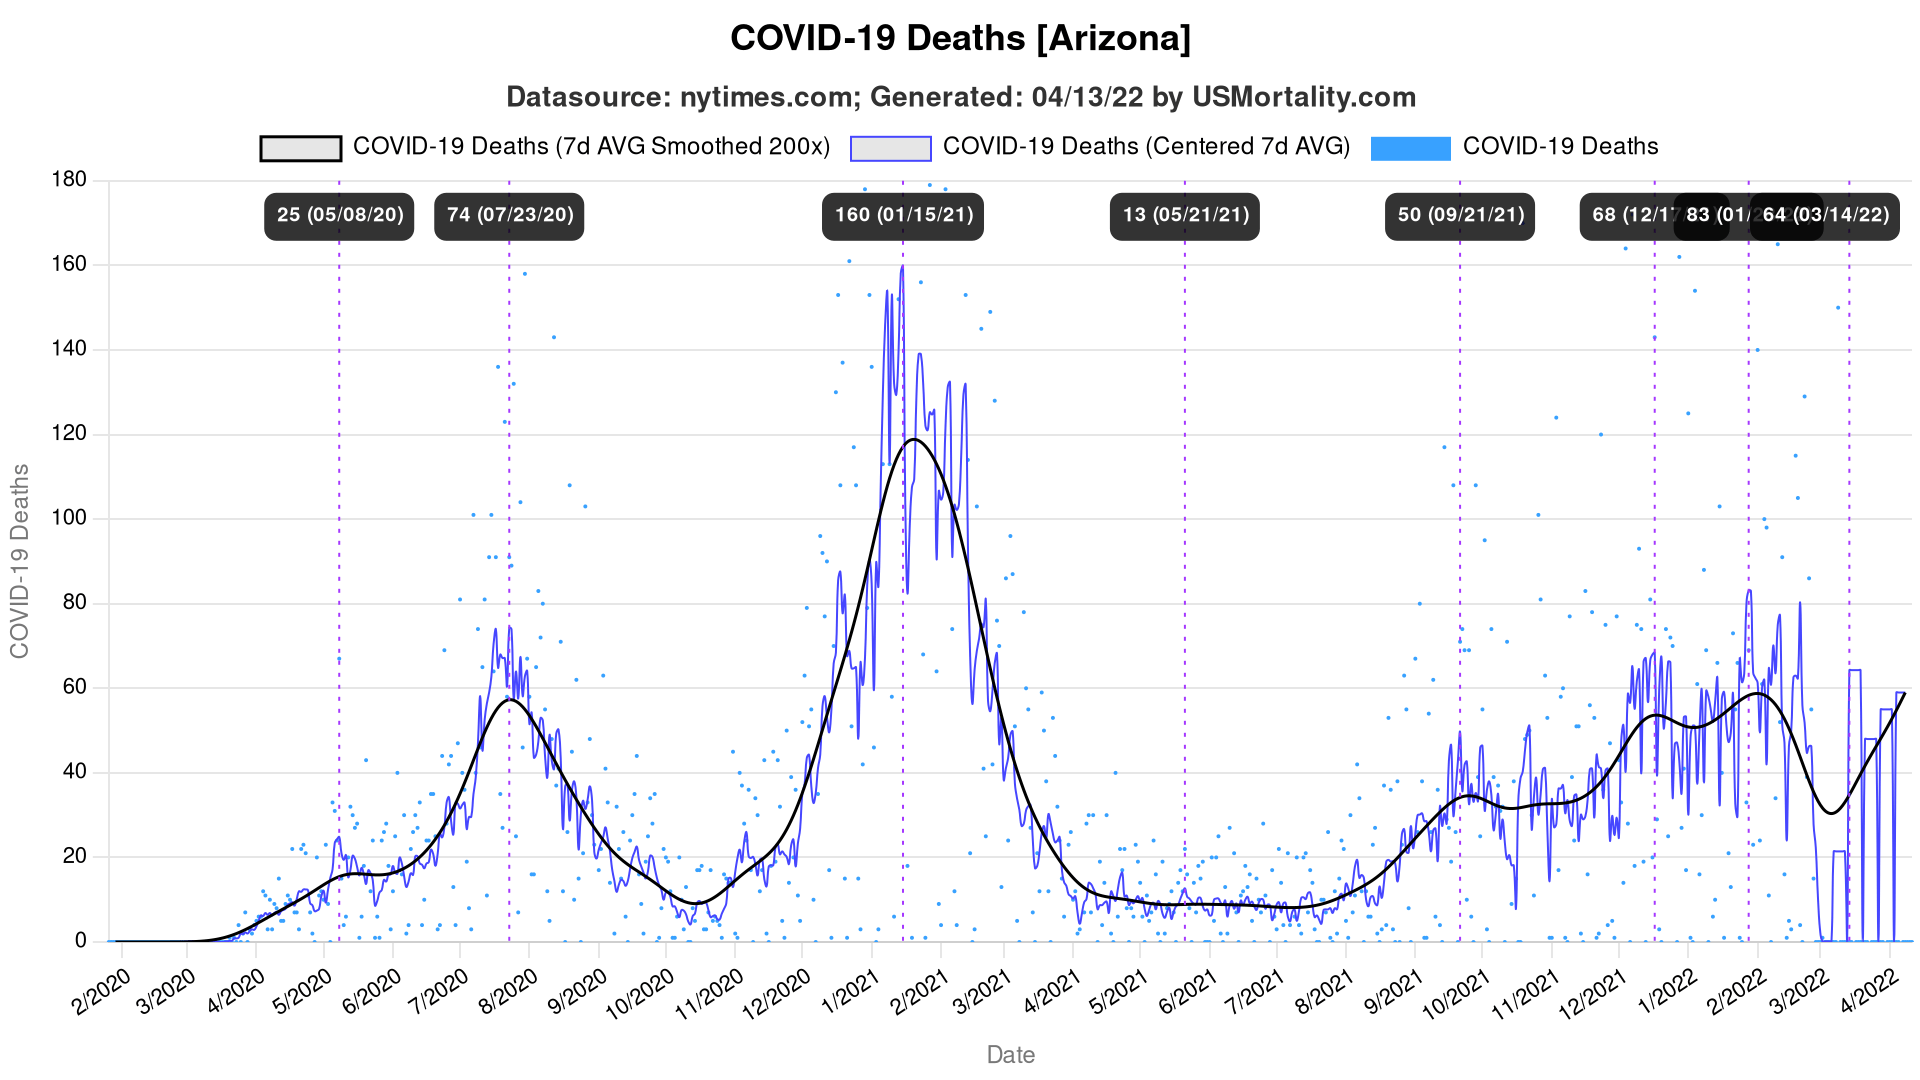 COVID-19 Deaths [Arizona]
Datasource: nytimes.com; Generated: 04/13/22 by USMortality.com
COVID-19 Deaths (7d AVG Smoothed 200x) COVID-19 Deaths (Centered 7d AVG) COVID-19 Deaths
25 (05/08/20) 74 (07/23/20) 160 (01/15/21) 13 (05/21/21) 50 (09/21/21) 68 (12/17 83 (01/ 64 (03/14/22)
180
160
140
120
100
80
60
40
20
0
COVID-19 Deaths
2/2020 3/2020 4/2020 5/2020 6/2020 7/2020 8/2020 9/2020 10/2020 11/2020 12/2020 1/2021 2/2021 3/2021 4/2021 5/2021 6/2021 7/2021 8/2021 9/2021 10/2021 11/2021 12/2021 1/2022 2/2022 3/2022 4/2022
Date